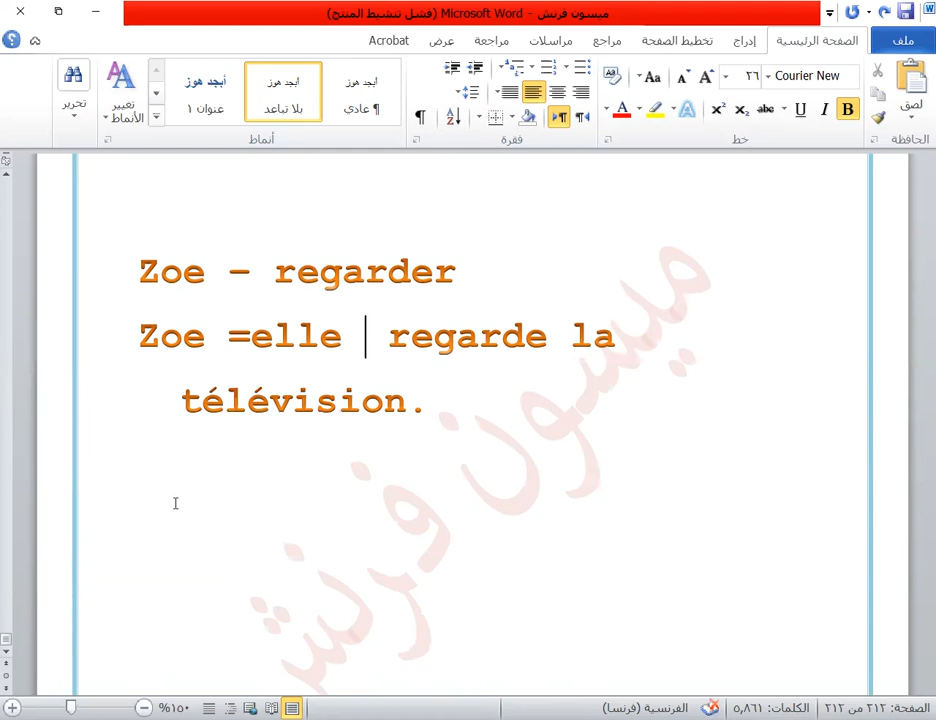 ميسون فرنش - Microsoft Word (فشل تنشيط المنتج)
ملف
الصفحة الرئيسية
إدراج
تخطيط الصفحة
مراجع
مراسلات
مراجعة
عرض
Acrobat
لصق
الحافظة
Courier New
٢٦
خط
فقرة
أبجد هوز
¶ عادي
أبجد هوز
بلا تباعد
أبجد هوز
عنوان ١
تغيير
الأنماط
أنماط
تحرير
Zoe – regarder
Zoe =elle regarde la
télévision.
ميسون فرنش
الصفحة: ٢١٢ من ٢١٢
الكلمات: ٥,٨٦١
الفرنسية (فرنسا)
%١٥٠